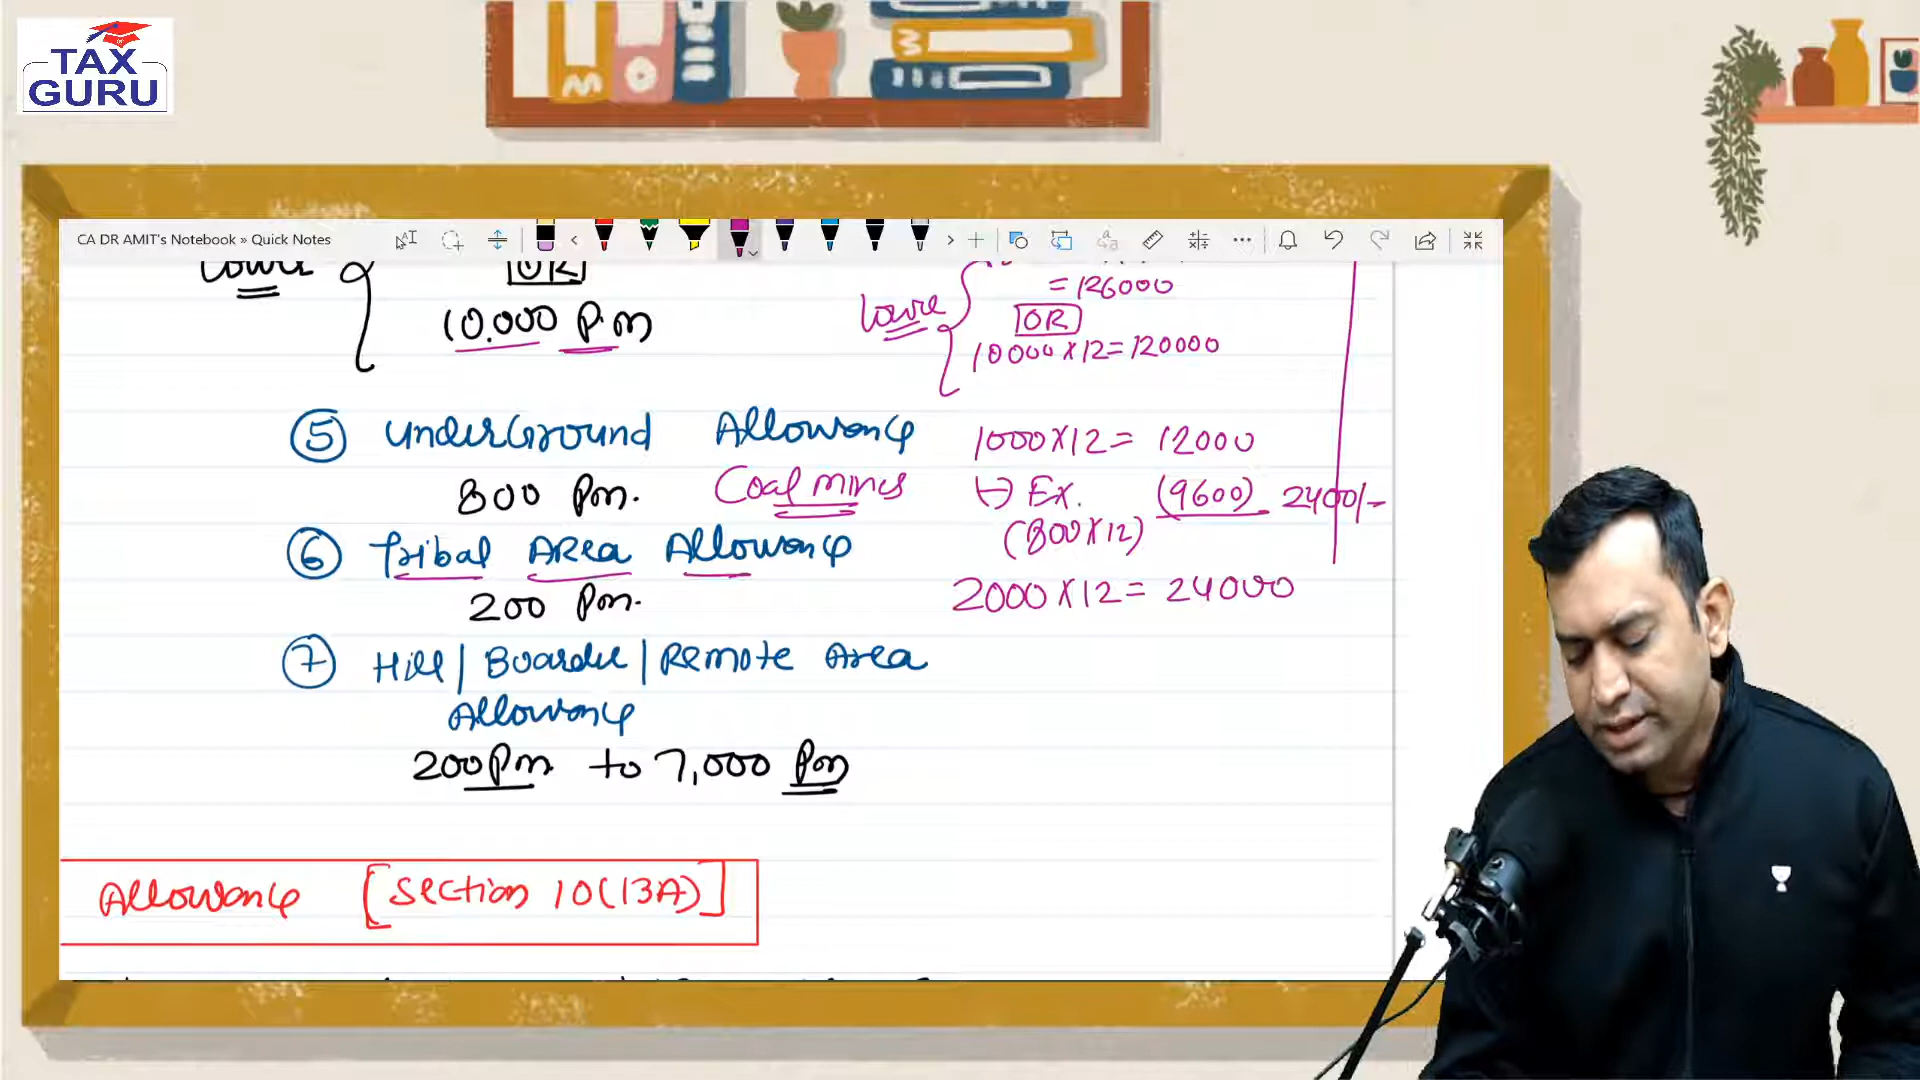 TAX
GURU
CA DR AMIT's Notebook » Quick Notes
Lower
OR
10,000 P.m
Lower
= 126000
OR
10000 x 12 = 120000
5 UnderGround Allowance
1000 x 12 = 12000
800 Pm. Coal mines
(-) Ex. (9600) 2400/-
(800 x 12)
6 Tribal Area Allowance
200 Pm.
2000 x 12 = 24000
7 Hill | Boarder | Remote Area
Allowance
200 Pm to 7,000 Pm
Allowance [Section 10(13A)]